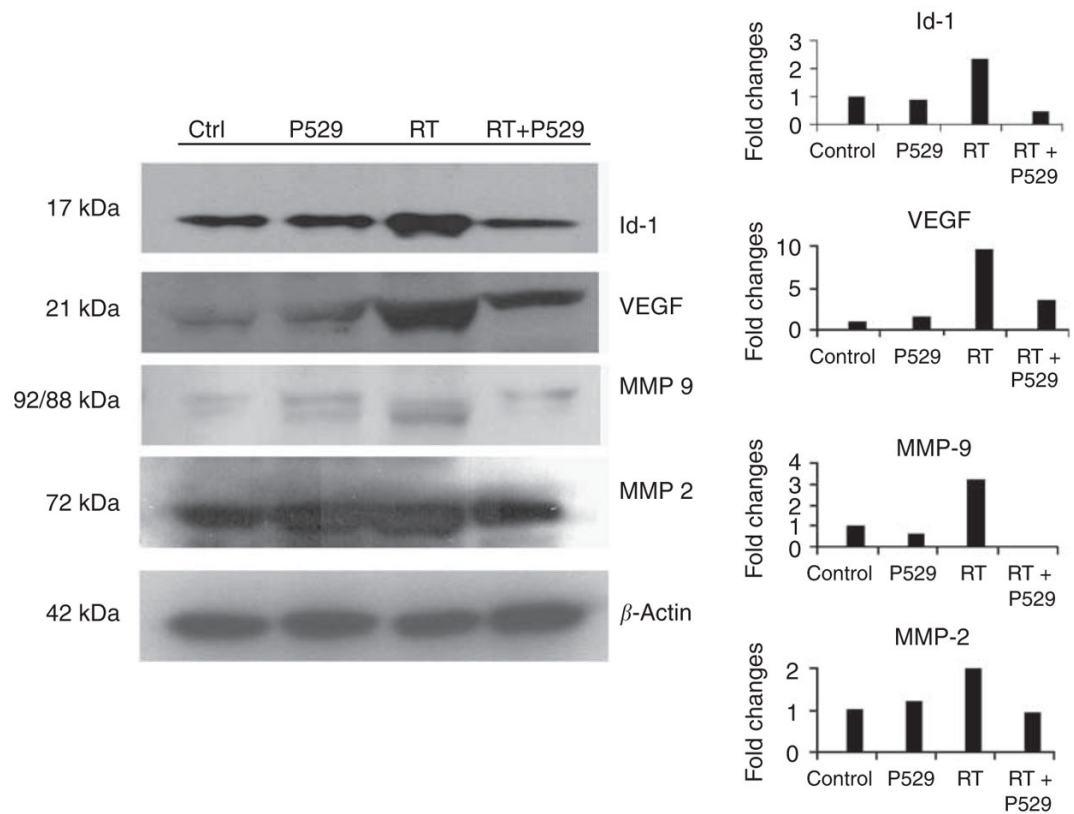 Ctrl P529 RT RT+P529
17 kDa Id-1
21 kDa VEGF
92/88 kDa MMP 9
72 kDa MMP 2
42 kDa β-Actin
Id-1
Fold changes
3
2
1
0
Control P529 RT RT +
P529
VEGF
Fold changes
10
5
0
Control P529 RT RT +
P529
MMP-9
Fold changes
4
3
2
1
0
Control P529 RT RT +
P529
MMP-2
Fold changes
2
1
0
Control P529 RT RT +
P529